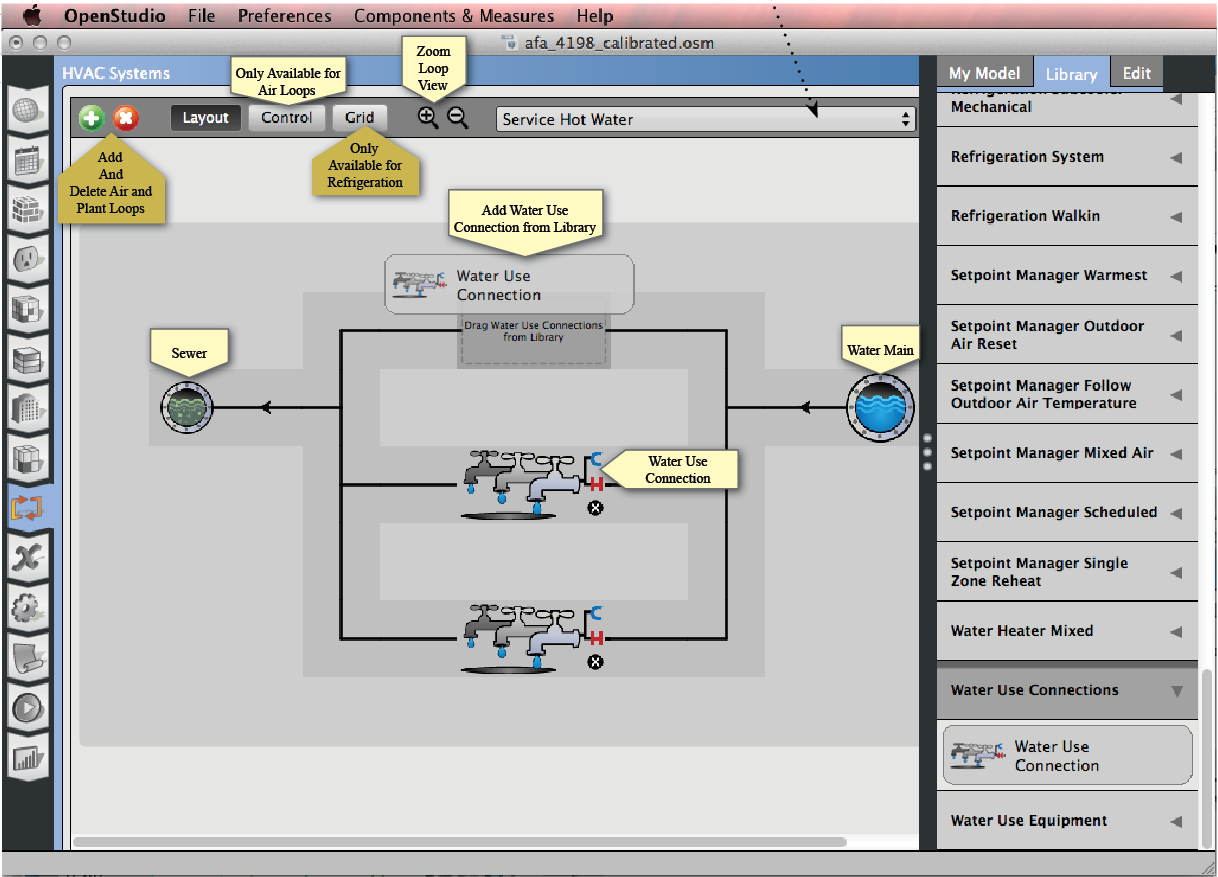 OpenStudio File Preferences Components & Measures Help
afa_4198_calibrated.osm
HVAC Systems
Only Available for
Air Loops
Zoom
Loop
View
My Model Library Edit
Layout Control Grid
Service Hot Water
Add
And
Delete Air and
Plant Loops
Only
Available for
Refrigeration
Add Water Use
Connection from Library
Water Use
Connection
Drag Water Use Connections
from Library
Sewer
Water Main
C
H
Water Use
Connection
C
H
Mechanical
Refrigeration System
Refrigeration Walkin
Setpoint Manager Warmest
Setpoint Manager Outdoor
Air Reset
Setpoint Manager Follow
Outdoor Air Temperature
Setpoint Manager Mixed Air
Setpoint Manager Scheduled
Setpoint Manager Single
Zone Reheat
Water Heater Mixed
Water Use Connections
Water Use
Connection
Water Use Equipment